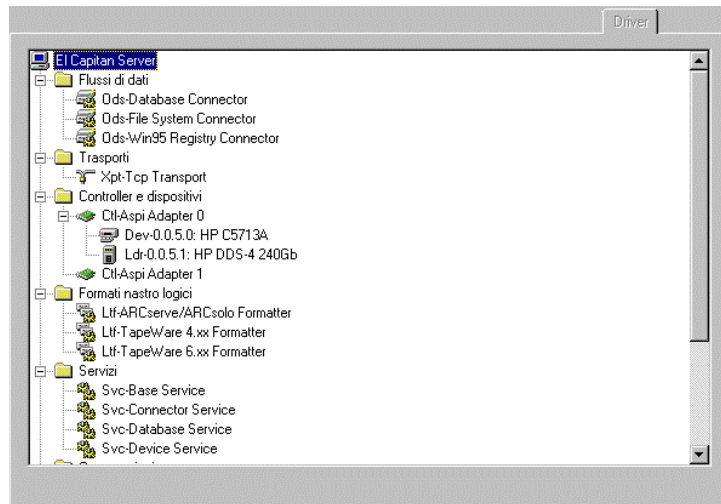 Driver
El Capitan Server
Flussi di dati
Ods-Database Connector
Ods-File System Connector
Ods-Win95 Registry Connector
Trasporti
Xpt-Tcp Transport
Controller e dispositivi
Ctl-Aspi Adapter 0
Dev-0.0.5.0: HP C5713A
Ldr-0.0.5.1: HP DDS-4 240Gb
Ctl-Aspi Adapter 1
Formati nastro logici
Ltf-ARCserve/ARCsolo Formatter
Ltf-TapeWare 4.xx Formatter
Ltf-TapeWare 6.xx Formatter
Servizi
Svc-Base Service
Svc-Connector Service
Svc-Database Service
Svc-Device Service